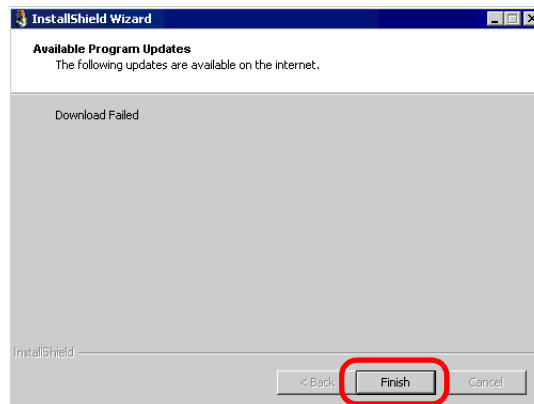 InstallShield Wizard
Available Program Updates
The following updates are available on the internet.
Download Failed
InstallShield
< Back Finish Cancel